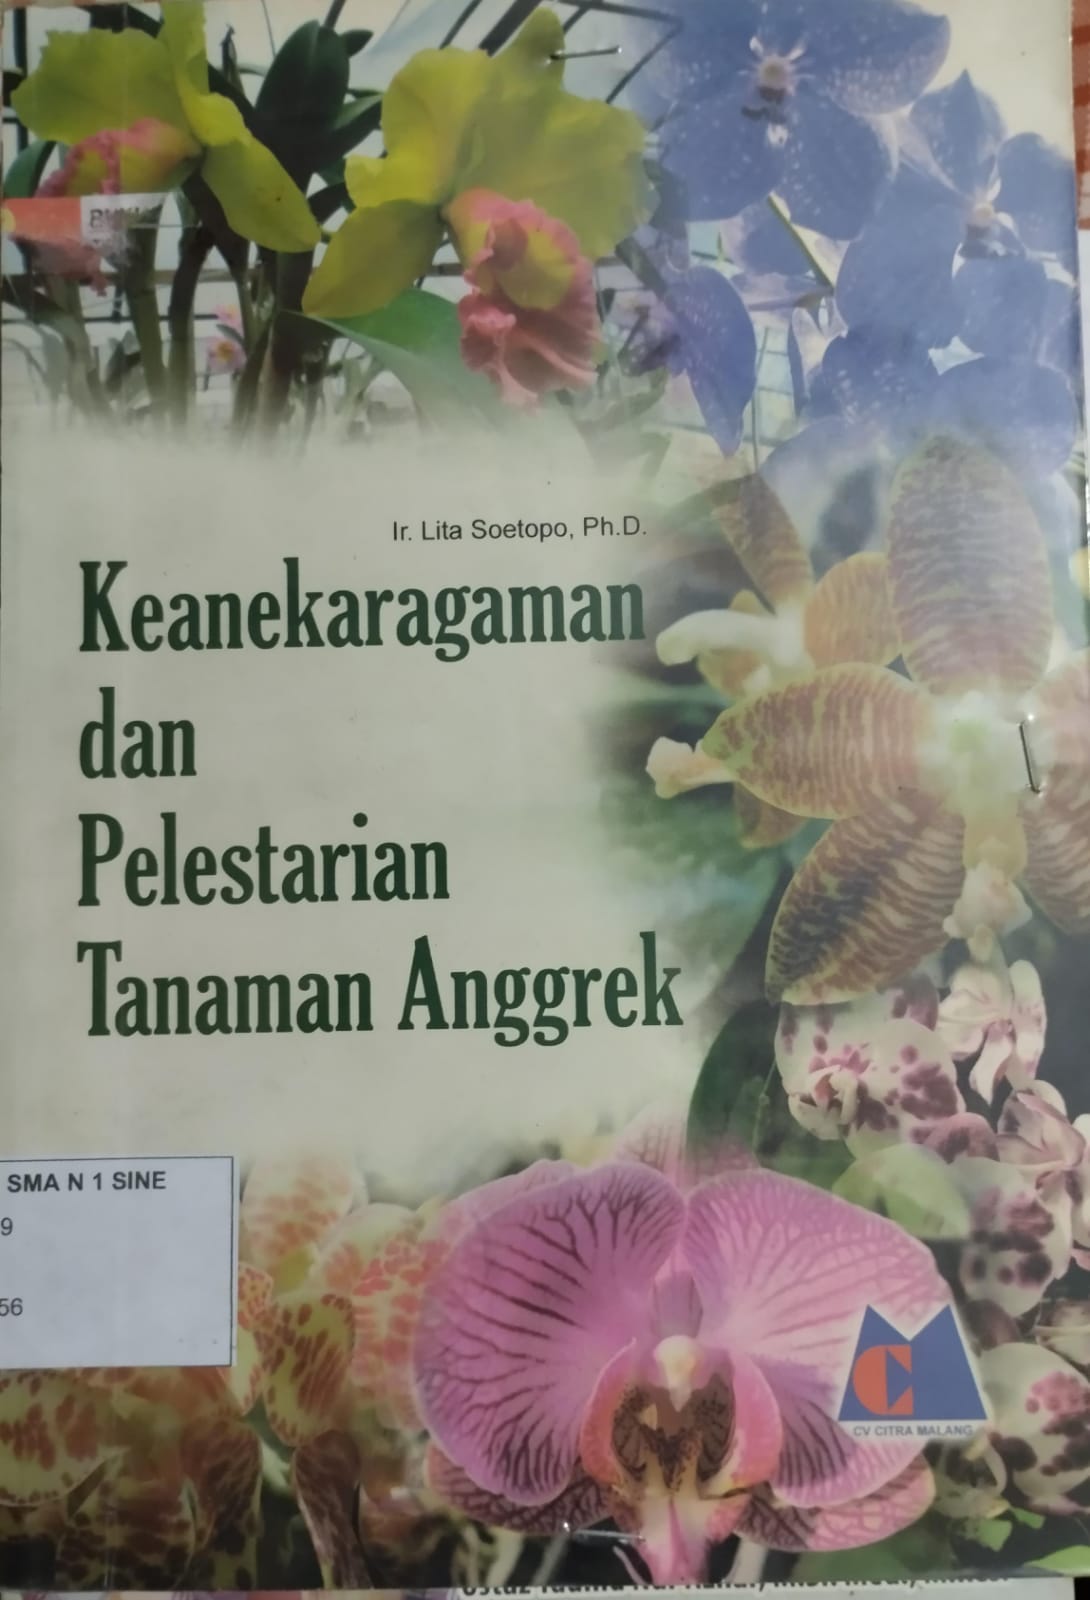 Ir. Lita Soetopo, Ph.D.
Keanekaragaman
dan
Pelestarian
Tanaman Anggrek
SMA N 1 SINE
9
56
CV CITRA MALANG